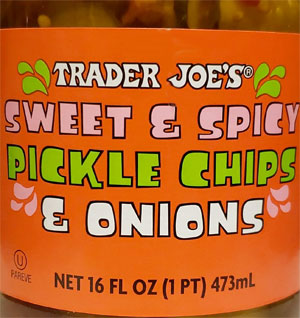 TRADER JOE'S®
SWEET & SPICY
PICKLE CHIPS
& ONIONS
U
PAREVE
NET 16 FL OZ (1 PT) 473mL